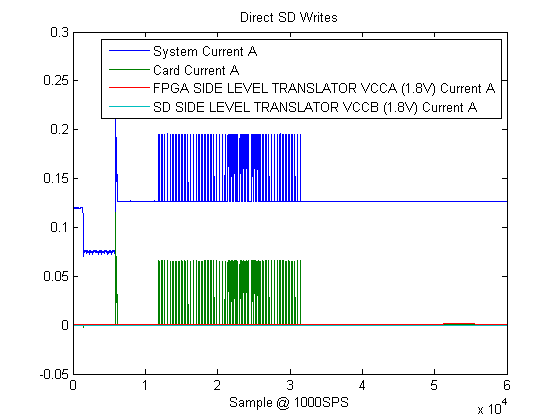 Direct SD Writes
0.3
0.25
0.2
0.15
0.1
0.05
0
-0.05
System Current A
Card Current A
FPGA SIDE LEVEL TRANSLATOR VCCA (1.8V) Current A
SD SIDE LEVEL TRANSLATOR VCCB (1.8V) Current A
0 1 2 3 4 5 6
Sample @ 1000SPS
x 10^4